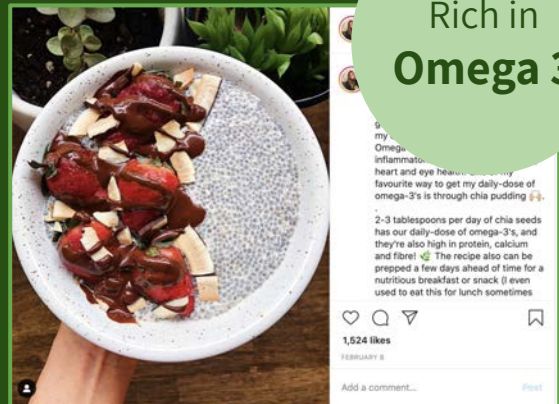 Rich in
Omega 3
my
Omeg
inflammato
heart and eye health. One of my
favourite way to get my daily-dose of
omega-3's is through chia pudding 🙌🏻.
.
2-3 tablespoons per day of chia seeds
has our daily-dose of omega-3's, and
they're also high in protein, calcium
and fibre! 🌿 The recipe also can be
prepped a few days ahead of time for a
nutritious breakfast or snack (I even
used to eat this for lunch sometimes
1,524 likes
FEBRUARY 8
Add a comment...
Post